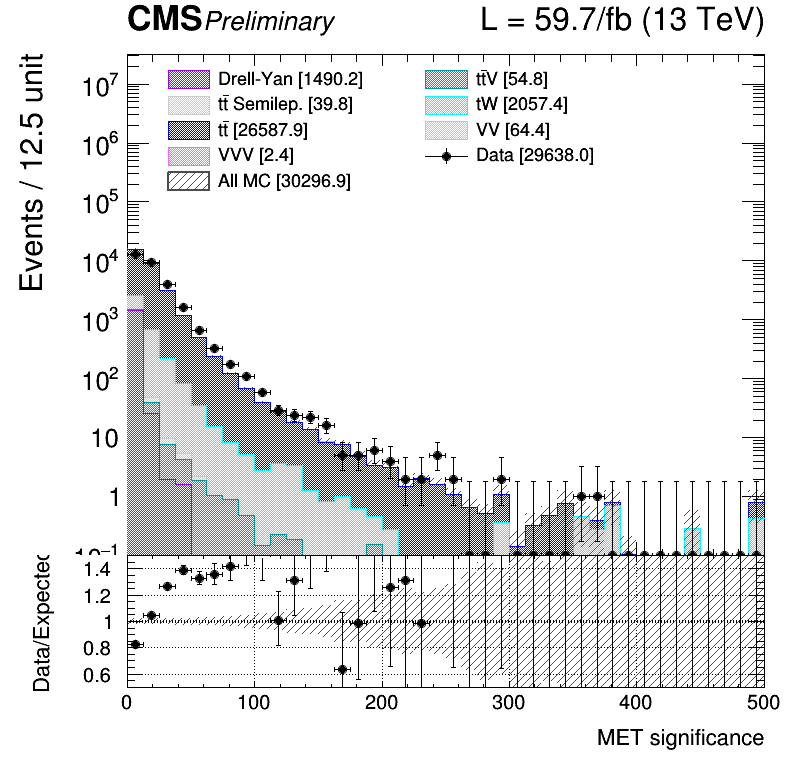 CMS Preliminary L = 59.7/fb (13 TeV)
Events / 12.5 unit
Drell-Yan [1490.2]
tt̄ Semilep. [39.8]
tt̄ [26587.9]
VVV [2.4]
All MC [30296.9]
tt̄V [54.8]
tW [2057.4]
VV [64.4]
Data [29638.0]
10⁷
10⁶
10⁵
10⁴
10³
10²
10
1
10⁻¹
Data/Expected
1.4
1.2
1
0.8
0.6
0 100 200 300 400 500
MET significance